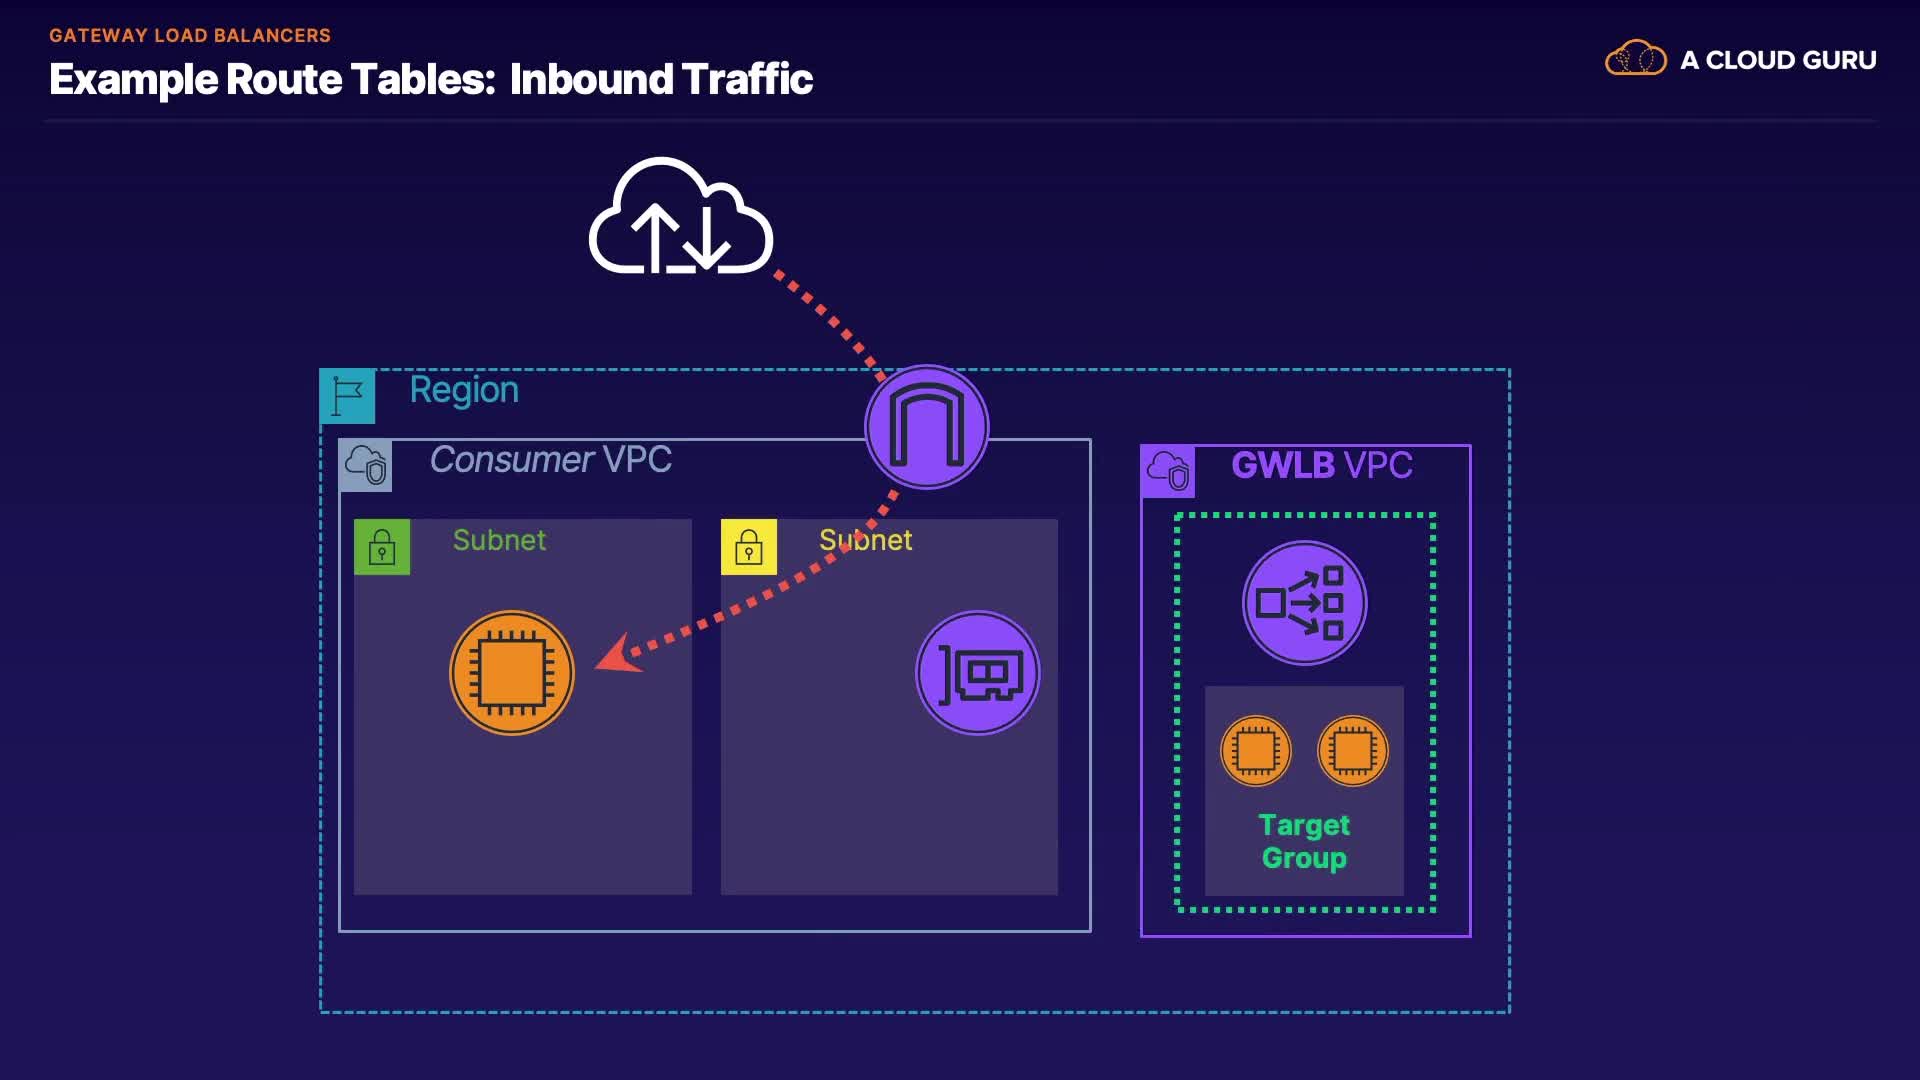 GATEWAY LOAD BALANCERS
Example Route Tables: Inbound Traffic
A CLOUD GURU
Region
Consumer VPC
GWLB VPC
Subnet
Subnet
Target
Group